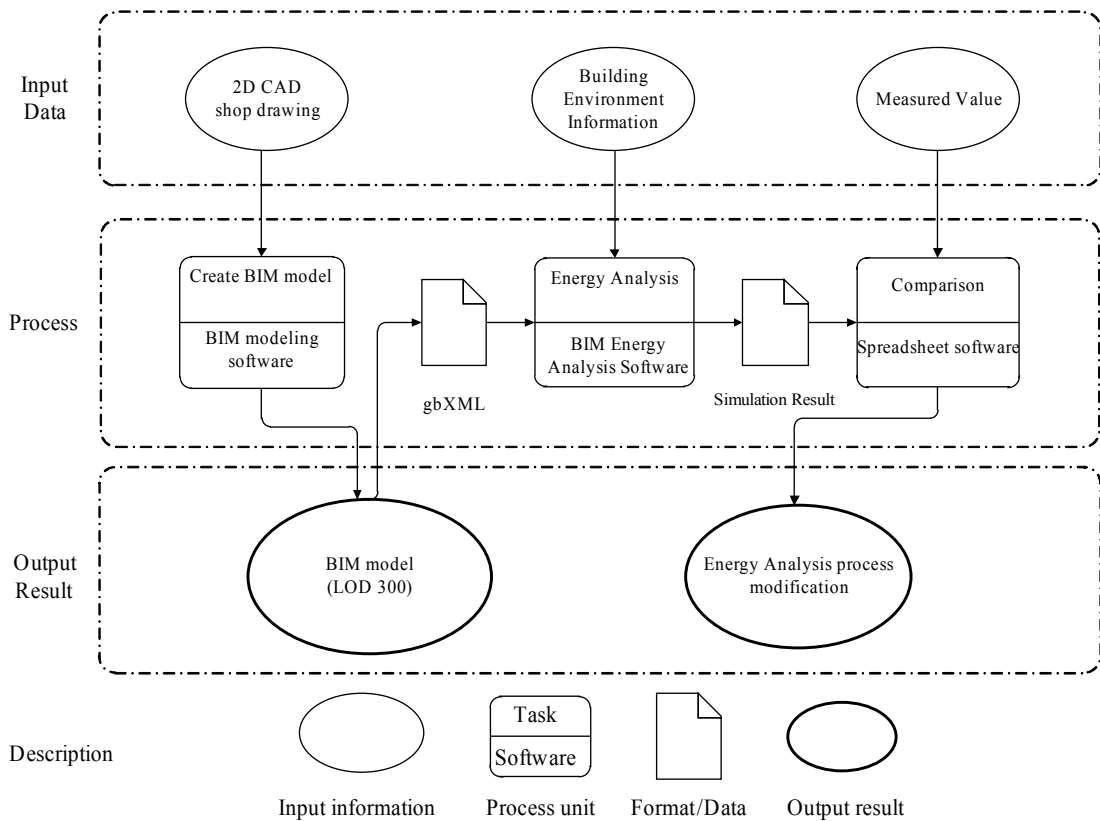 Input
Data
2D CAD
shop drawing
Building
Environment
Information
Measured Value
Process
Create BIM model
BIM modeling
software
gbXML
Energy Analysis
BIM Energy
Analysis Software
Simulation Result
Comparison
Spreadsheet software
Output
Result
BIM model
(LOD 300)
Energy Analysis process
modification
Description
Task
Software
Input information
Process unit
Format/Data
Output result